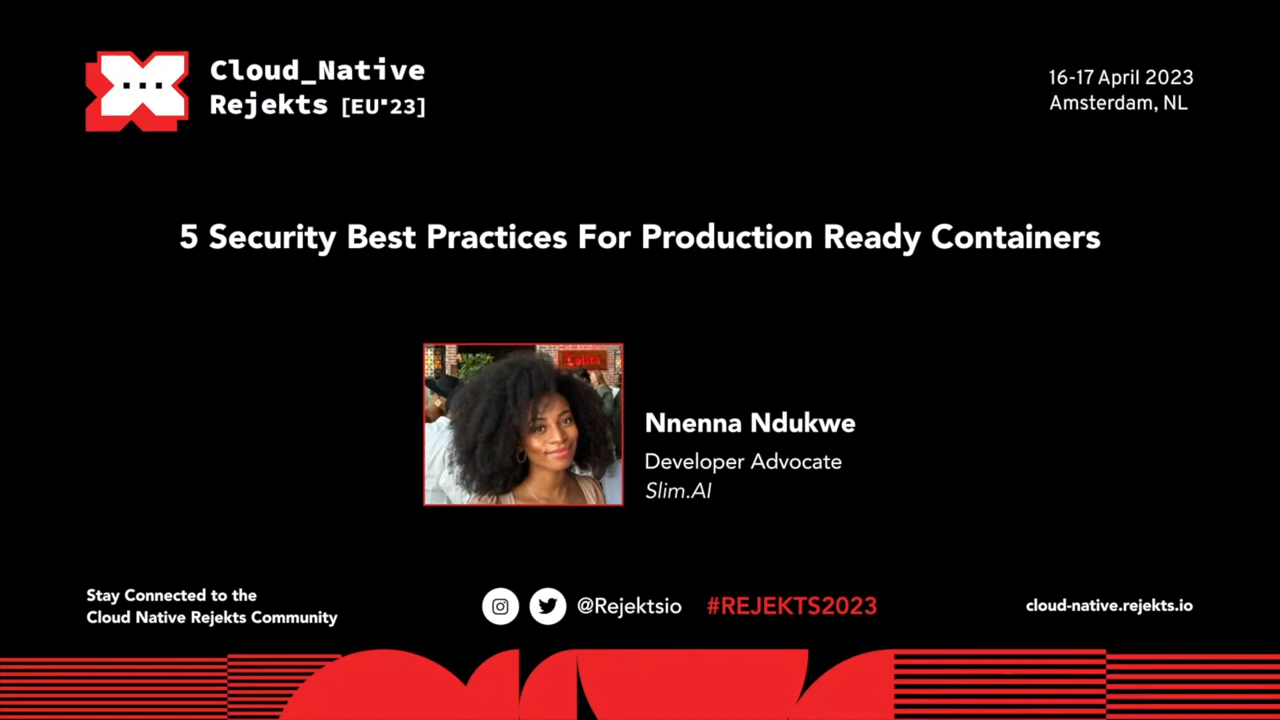 Cloud_Native
Rejekts [EU"23]
16-17 April 2023
Amsterdam, NL
5 Security Best Practices For Production Ready Containers
Lolita
Nnenna Ndukwe
Developer Advocate
Slim.AI
Stay Connected to the
Cloud Native Rejekts Community
@Rejektsio
#REJEKTS2023
cloud-native.rejekts.io